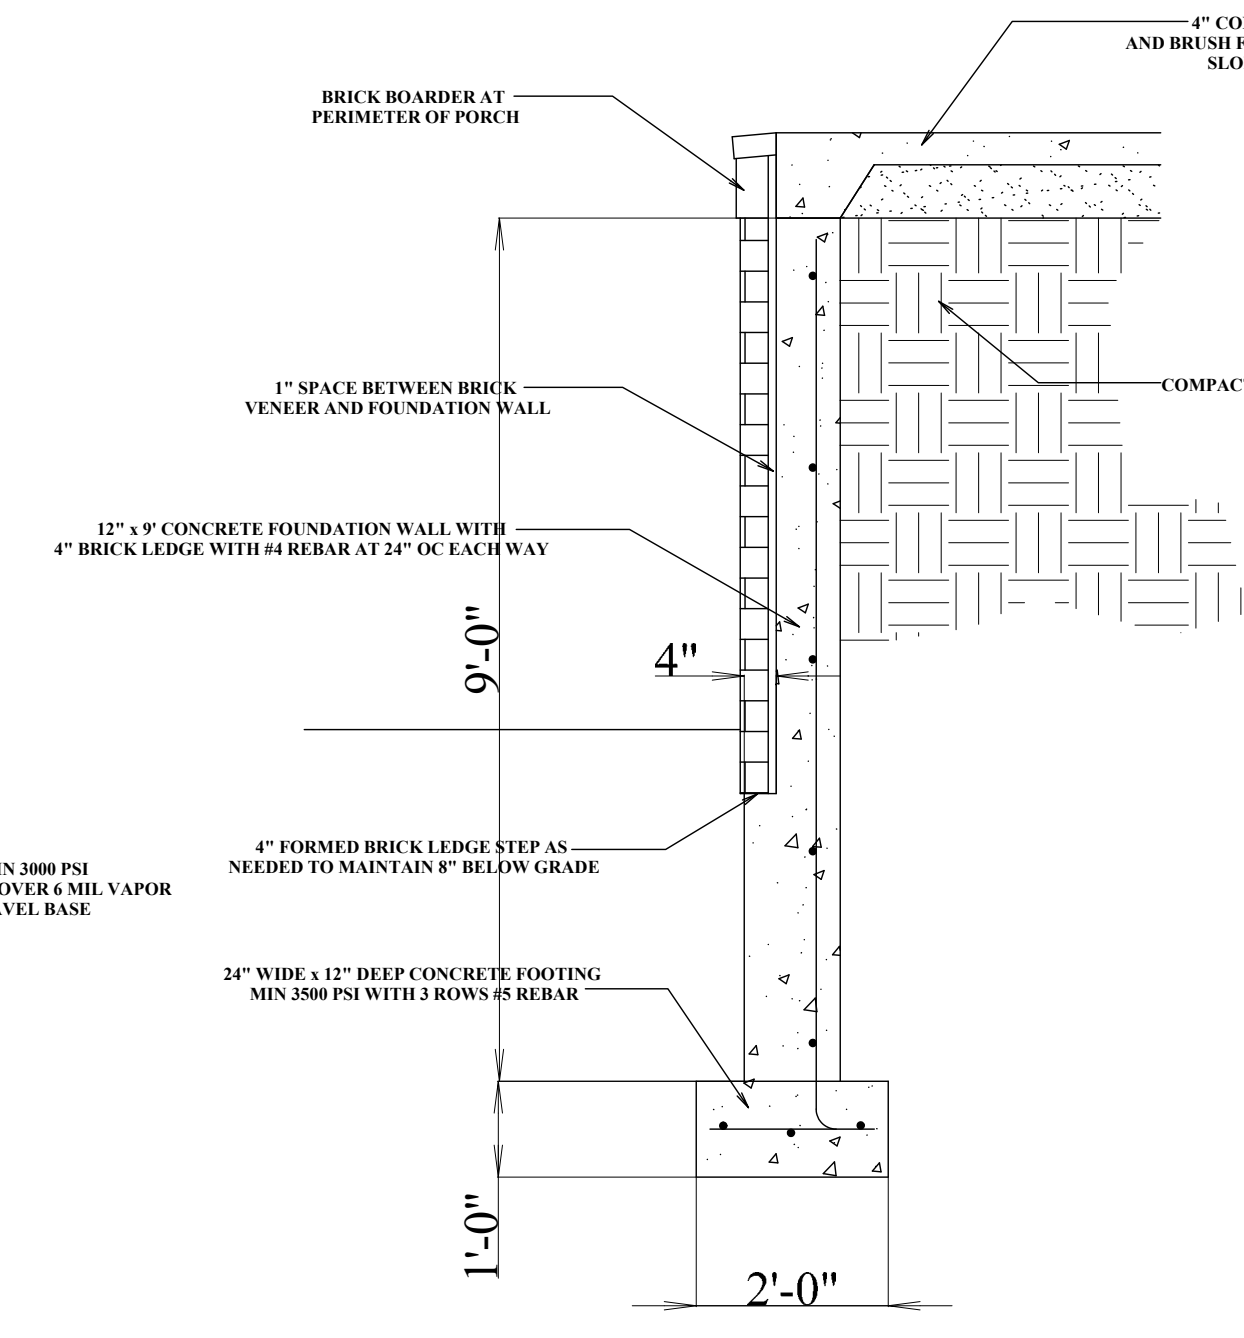 4" CO
AND BRUSH F
SLO
BRICK BOARDER AT
PERIMETER OF PORCH
1" SPACE BETWEEN BRICK
VENEER AND FOUNDATION WALL
COMPAC
12" x 9' CONCRETE FOUNDATION WALL WITH
4" BRICK LEDGE WITH #4 REBAR AT 24" OC EACH WAY
9'-0"
4"
4" FORMED BRICK LEDGE STEP AS
NEEDED TO MAINTAIN 8" BELOW GRADE
IN 3000 PSI
OVER 6 MIL VAPOR
AVEL BASE
24" WIDE x 12" DEEP CONCRETE FOOTING
MIN 3500 PSI WITH 3 ROWS #5 REBAR
1'-0"
2'-0"